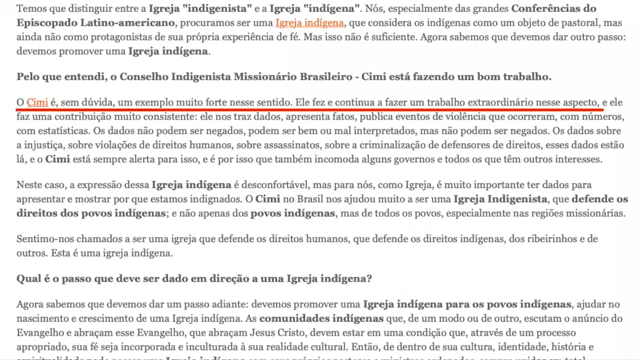 Temos que distinguir entre a Igreja "indigenista" e a Igreja "indígena". Nós, especialmente das grandes Conferências do
Episcopado Latino-americano, procuramos ser uma Igreja indígena, que considera os indígenas como um objeto de pastoral, mas
ainda não como protagonistas de sua própria experiência de fé. Mas isso não é suficiente. Agora sabemos que devemos dar outro passo:
devemos promover uma Igreja indígena.
Pelo que entendi, o Conselho Indigenista Missionário Brasileiro - Cimi está fazendo um bom trabalho.
O Cimi é, sem dúvida, um exemplo muito forte nesse sentido. Ele fez e continua a fazer um trabalho extraordinário nesse aspecto, e ele
faz uma contribuição muito consistente: ele nos traz dados, apresenta fatos, publica eventos de violência que ocorreram, com números,
com estatísticas. Os dados não podem ser negados, podem ser bem ou mal interpretados, mas não podem ser negados. Os dados sobre
a injustiça, sobre violações de direitos humanos, sobre assassinatos, sobre a criminalização de defensores de direitos, esses dados estão
lá, e o Cimi está sempre alerta para isso, e é por isso que também incomoda alguns governos e todos os que têm outros interesses.
Neste caso, a expressão dessa Igreja indígena é desconfortável, mas para nós, como Igreja, é muito importante ter dados para
apresentar e mostrar por que estamos indignados. O Cimi no Brasil nos ajudou muito a ser uma Igreja Indigenista, que defende os
direitos dos povos indígenas; e não apenas dos povos indígenas, mas de todos os povos, especialmente nas regiões missionárias.
Sentimo-nos chamados a ser uma igreja que defende os direitos humanos, que defende os direitos indígenas, dos ribeirinhos e de
outros. Esta é uma igreja indígena.
Qual é o passo que deve ser dado em direção a uma Igreja indígena?
Agora sabemos que devemos dar um passo adiante: devemos promover uma Igreja indígena para os povos indígenas, ajudar no
nascimento e crescimento de uma Igreja indígena. As comunidades indígenas que, de um modo ou de outro, escutam o anúncio do
Evangelho e abraçam esse Evangelho, que abraçam Jesus Cristo, devem estar em uma condição que, através de um processo
apropriado, sua fé seja incorporada e inculturada à sua realidade cultural. Então, de dentro de sua cultura, identidade, história e